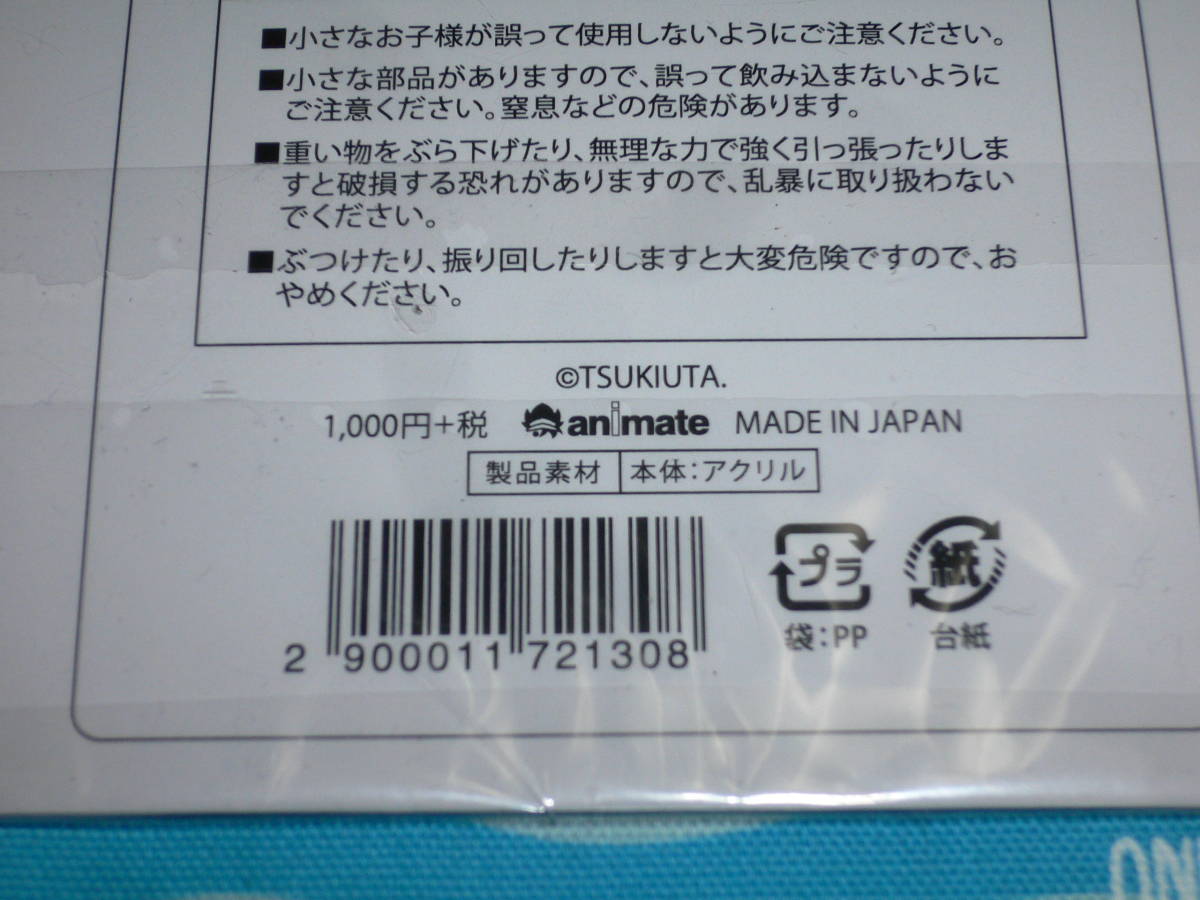 ■小さなお子様が誤って使用しないようにご注意ください。
■小さな部品がありますので、誤って飲み込まないように
ご注意ください。窒息などの危険があります。
■重い物をぶら下げたり、無理な力で強く引っ張ったりしま
すと破損する恐れがありますので、乱暴に取り扱わない
でください。
■ぶつけたり、振り回したりしますと大変危険ですので、お
やめください。
©TSUKIUTA.
1,000円+税 animate MADE IN JAPAN
製品素材 本体:アクリル
プラ 紙
袋:PP 台紙
2 900011 721308